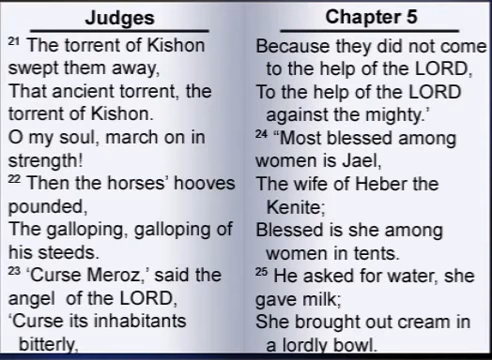 Judges
21 The torrent of Kishon
swept them away,
That ancient torrent, the
torrent of Kishon.
O my soul, march on in
strength!
22 Then the horses’ hooves
pounded,
The galloping, galloping of
his steeds.
23 ‘Curse Meroz,’ said the
angel of the LORD,
‘Curse its inhabitants
bitterly,
Chapter 5
Because they did not come
to the help of the LORD,
To the help of the LORD
against the mighty.’
24 “Most blessed among
women is Jael,
The wife of Heber the
Kenite;
Blessed is she among
women in tents.
25 He asked for water, she
gave milk;
She brought out cream in
a lordly bowl.